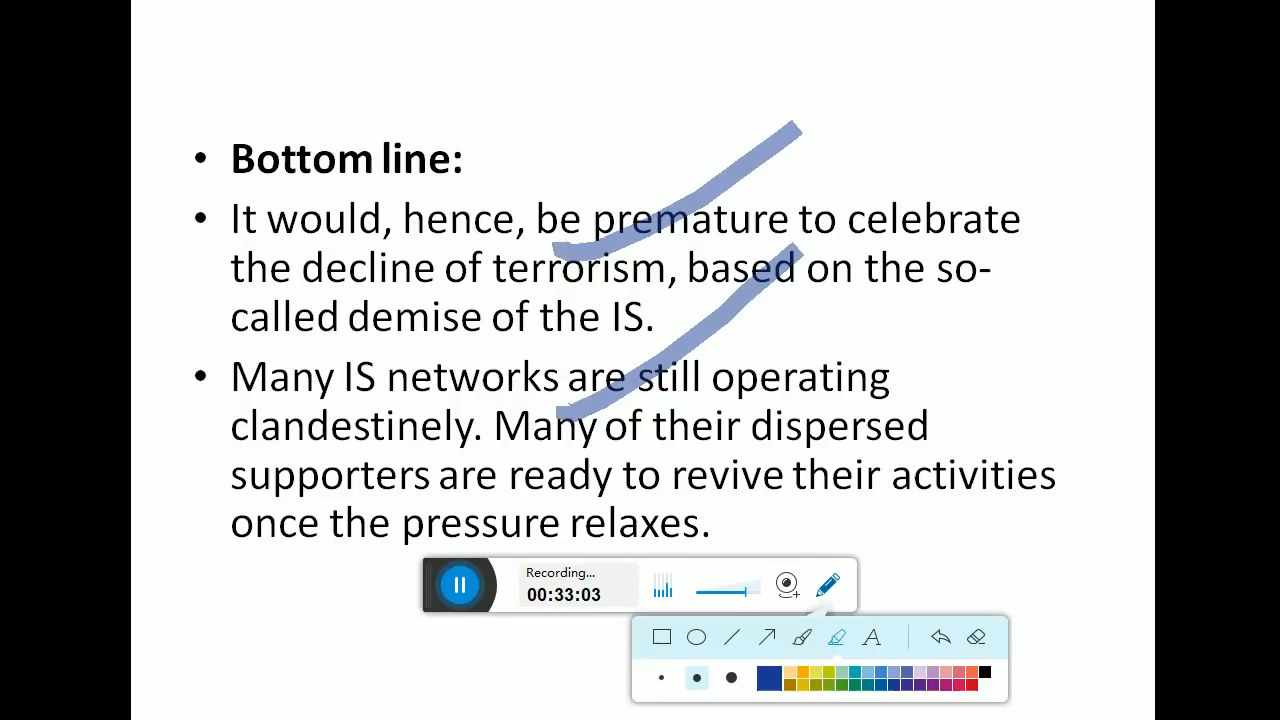 • Bottom line:
• It would, hence, be premature to celebrate
the decline of terrorism, based on the so-
called demise of the IS.
• Many IS networks are still operating
clandestinely. Many of their dispersed
supporters are ready to revive their activities
once the pressure relaxes.
Recording...
00:33:03
A